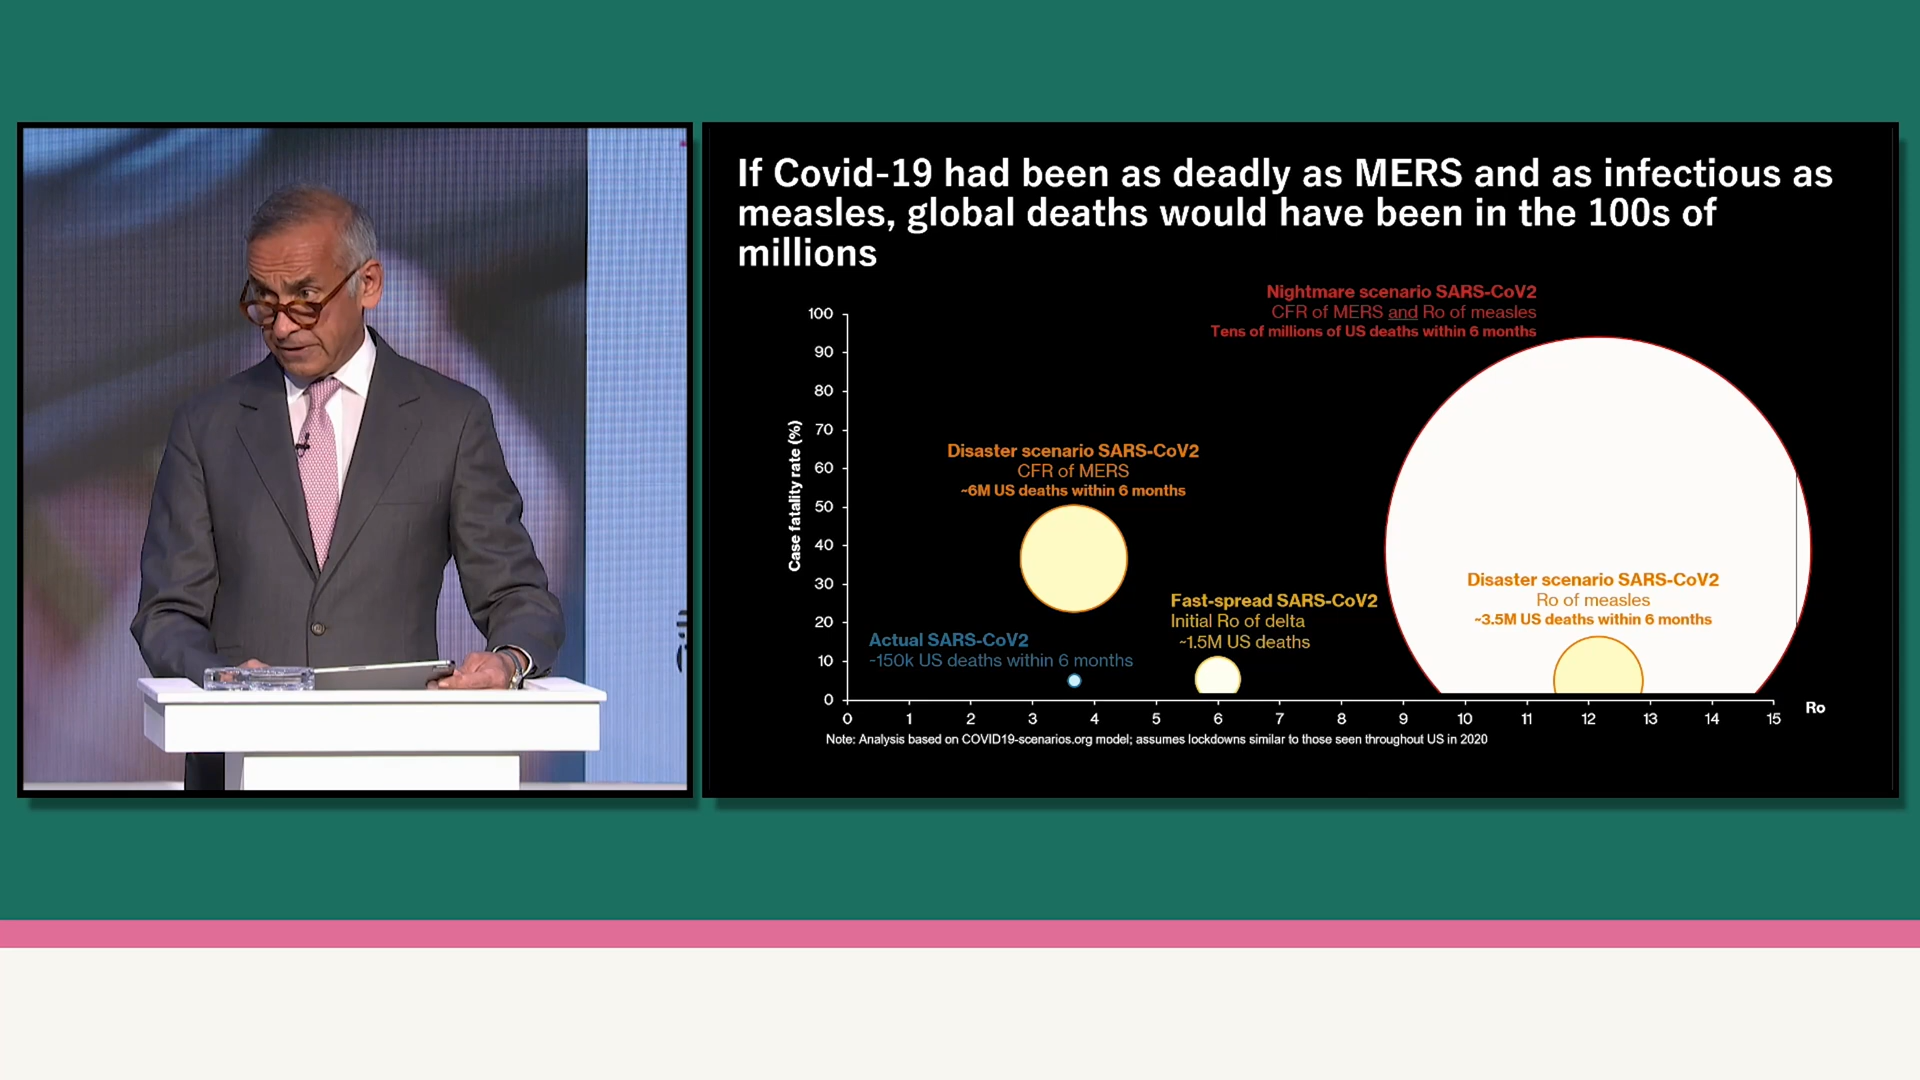 If Covid-19 had been as deadly as MERS and as infectious as
measles, global deaths would have been in the 100s of
millions
Nightmare scenario SARS-CoV2
CFR of MERS and Ro of measles
Tens of millions of US deaths within 6 months
Case fatality rate (%)
100
90
80
70
60
50
40
30
20
10
0
Disaster scenario SARS-CoV2
CFR of MERS
~6M US deaths within 6 months
Fast-spread SARS-CoV2
Initial Ro of delta
~1.5M US deaths
Disaster scenario SARS-CoV2
Ro of measles
~3.5M US deaths within 6 months
Actual SARS-CoV2
~150k US deaths within 6 months
0 1 2 3 4 5 6 7 8 9 10 11 12 13 14 15
Ro
Note: Analysis based on COVID19-scenarios.org model; assumes lockdowns similar to those seen throughout US in 2020